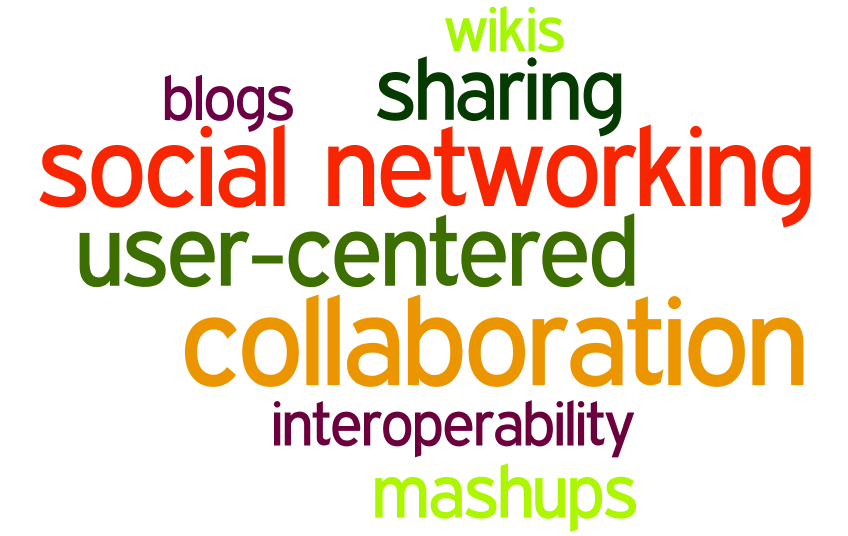 wikis
blogs
sharing
social networking
user-centered
collaboration
interoperability
mashups